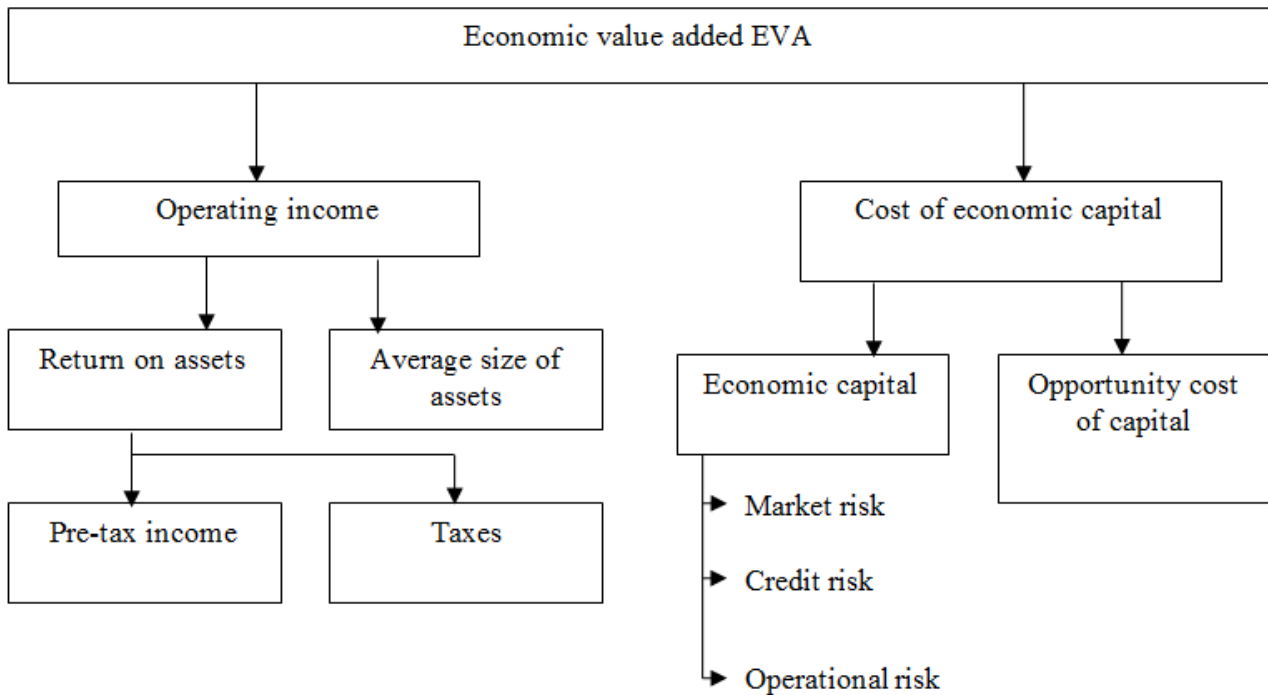 Economic value added EVA
Operating income
Cost of economic capital
Return on assets
Average size of
assets
Economic capital
Opportunity cost
of capital
Pre-tax income
Taxes
Market risk
Credit risk
Operational risk